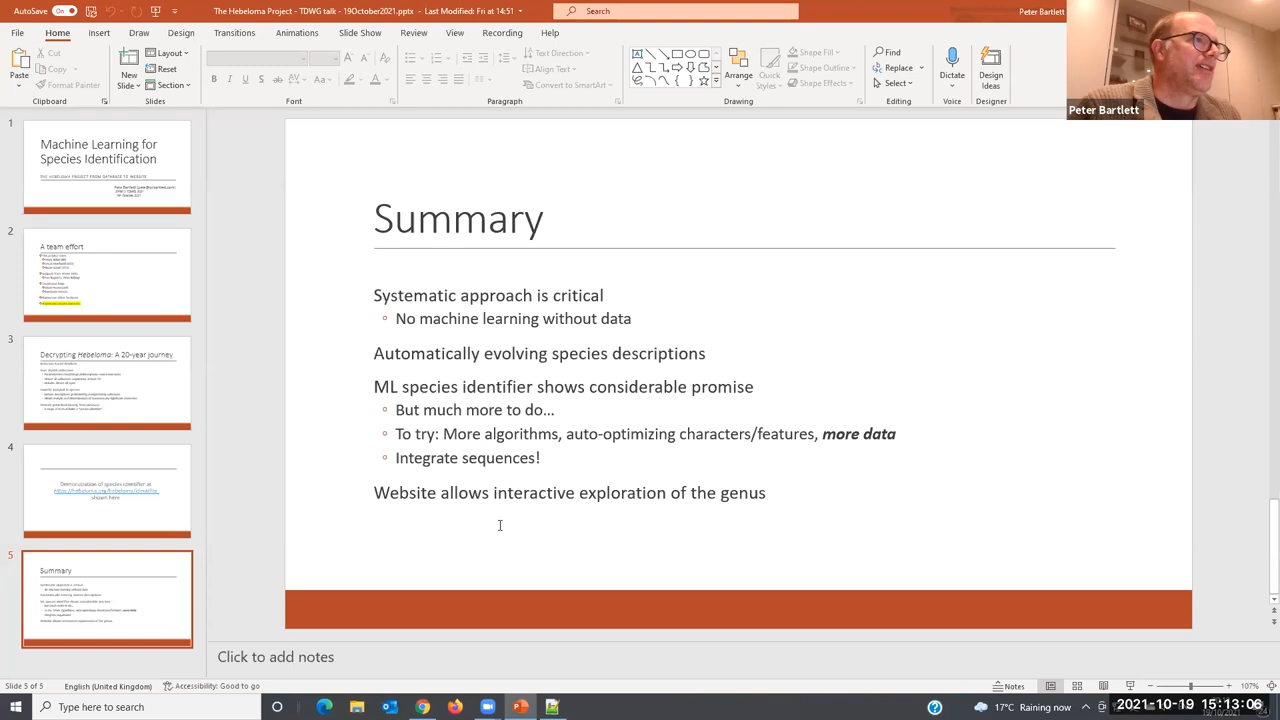 AutoSave On
The Hebeloma Project - TDWG talk - 19October2021.pptx - Last Modified: Fri at 14:51
Search
Peter Bartlett
File Home Insert Draw Design Transitions Animations Slide Show Review View Recording Help
Paste
Cut
Copy
Format Painter
Clipboard
New
Slide
Layout
Reset
Section
Slides
Font
Text Direction
Align Text
Convert to SmartArt
Paragraph
Arrange
Quick
Styles
Shape Fill
Shape Outline
Shape Effects
Drawing
Find
Replace
Select
Editing
Dictate
Voice
Design
Ideas
Designer
Peter Bartlett
1
Machine Learning for
Species Identification
THE HEBELOMA PROJECT FROM DATABASE TO WEBSITE
2
A team effort
3
Decrypting Hebeloma: A 20-year journey
4
Demonstration of species identifier at
shown here
5
Summary
Summary
Systematic approach is critical
No machine learning without data
Automatically evolving species descriptions
ML species identifier shows considerable promise
But much more to do...
To try: More algorithms, auto-optimizing characters/features, more data
Integrate sequences!
Website allows interactive exploration of the genus
Click to add notes
Slide 5 of 5
English (United Kingdom)
Accessibility: Good to go
Notes
107%
Type here to search
17°C Raining now
2021-10-19 15:13:06